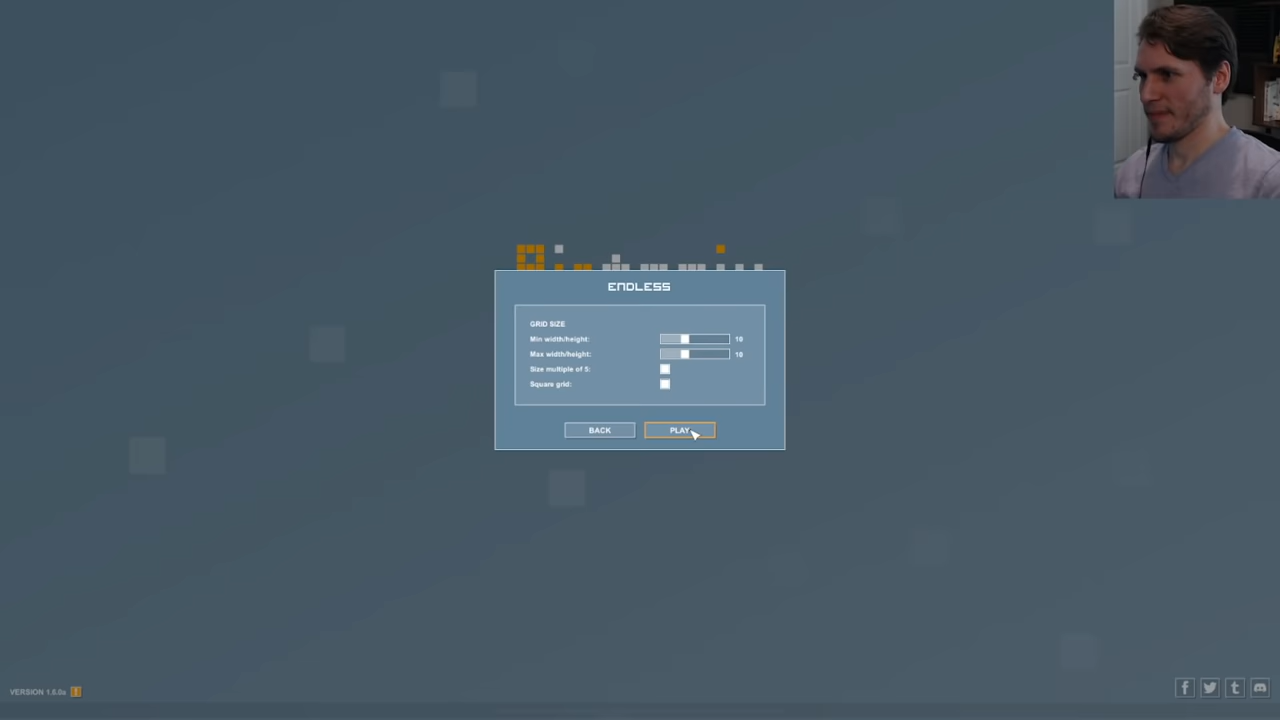 ENDLESS
GRID SIZE
Min width/height: 10
Max width/height: 10
Size multiple of 5:
Square grid:
BACK PLAY
VERSION 1.6.0a !
f t